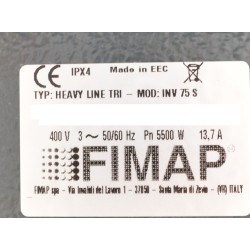 CE IPX4 Made in EEC
TYP: HEAVY LINE TRI - MOD: INV 75 S
400 V 3 ~ 50/60 Hz Pn 5500 W 13,7 A
FIMAP
FIMAP spa - Via Invalidi del Lavoro 1 - 37050 - Santa Maria di Zevio - (VR) ITALY